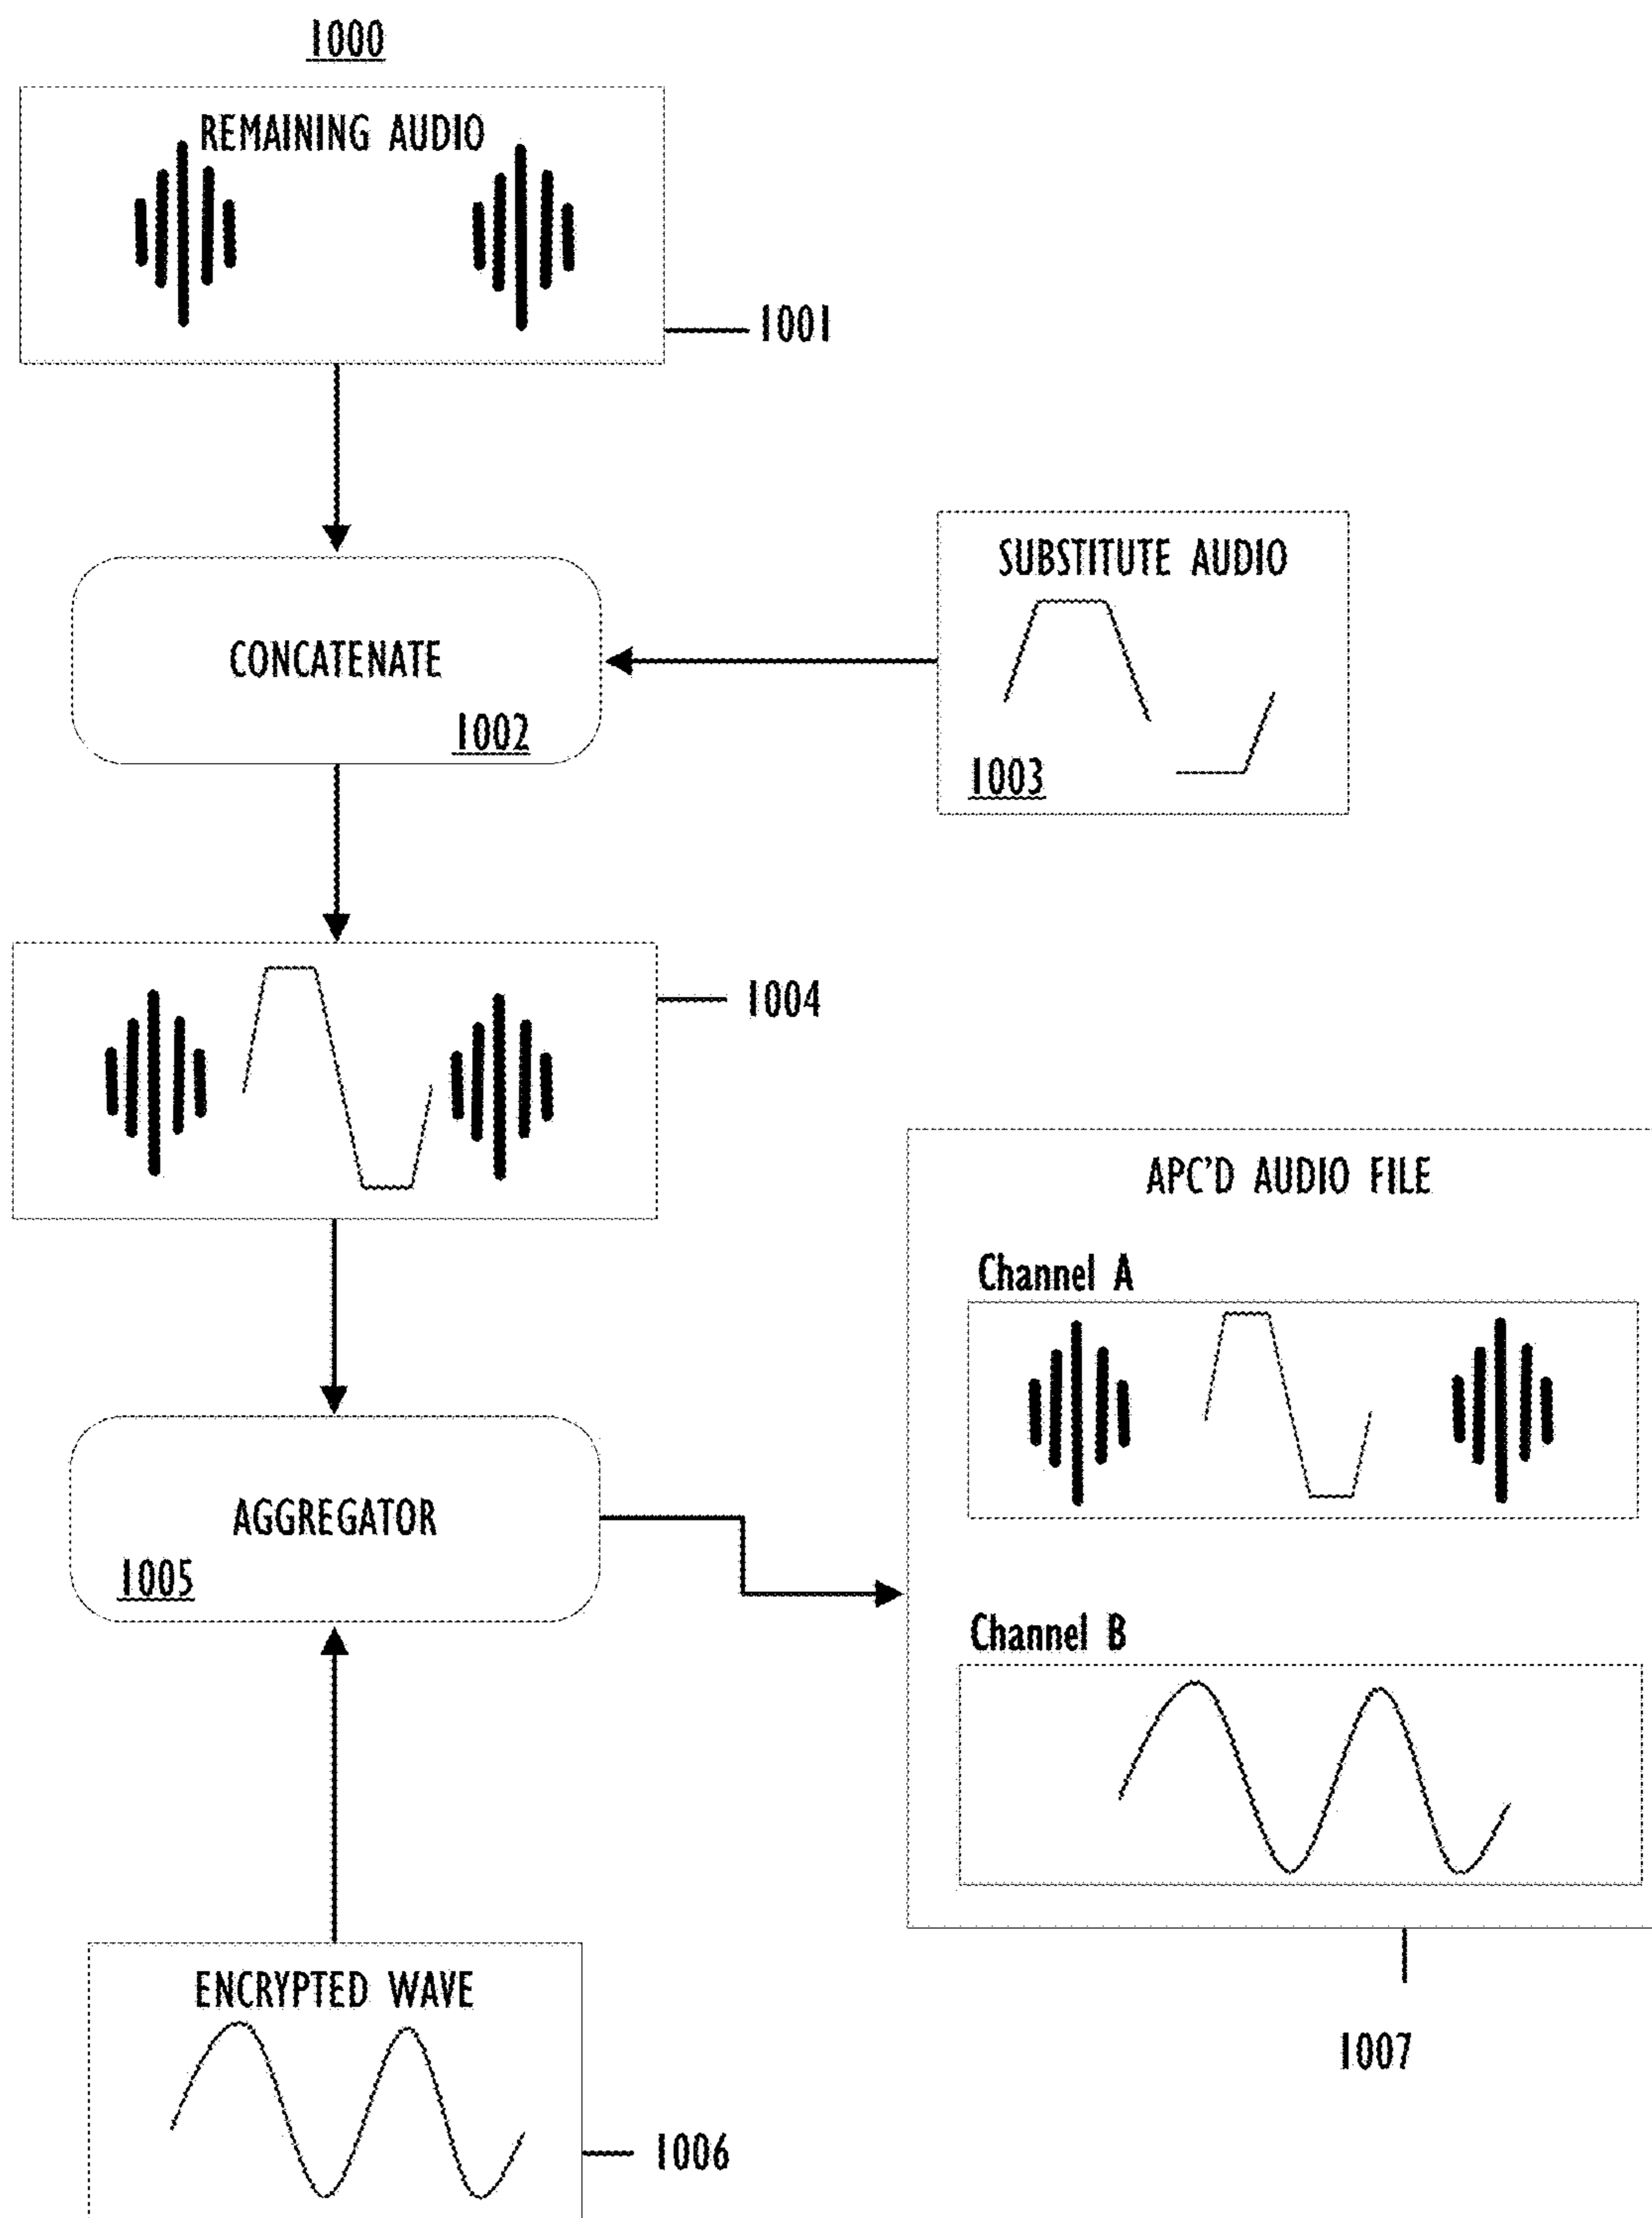 1000
REMAINING AUDIO
1001
SUBSTITUTE AUDIO
CONCATENATE
1002
1003
1004
APC'D AUDIO FILE
Channel A
AGGREGATOR
1005
Channel B
ENCRYPTED WAVE
1007
1006